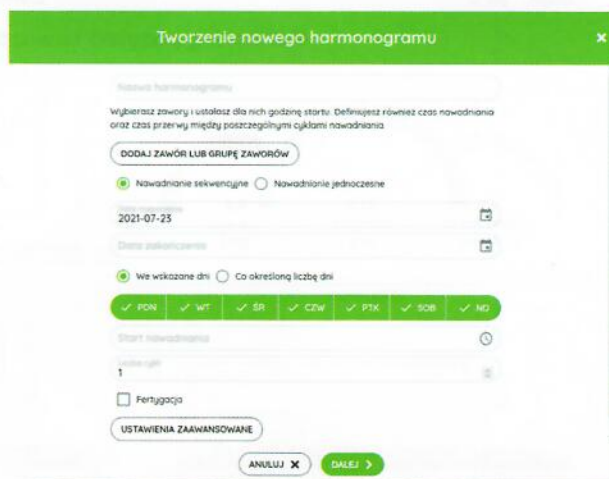 Tworzenie nowego harmonogramu
Nazwa harmonogramu
Wybierasz zawory i ustalasz dla nich godzinę startu. Definiujesz również czas nawadniania
oraz czas przerwy między poszczególnymi cyklami nawadniania.
DODAJ ZAWÓR LUB GRUPĘ ZAWORÓW
Nawadnianie sekwencyjne Nawadnianie jednoczesne
2021-07-23
Data zakończenia
We wskazane dni Co określoną liczbę dni
PON WT ŚR CZW PTK SOB ND
Start nawadniania
Liczba cykli
1
Fertygacja
USTAWIENIA ZAAWANSOWANE
ANULUJ DALEJ